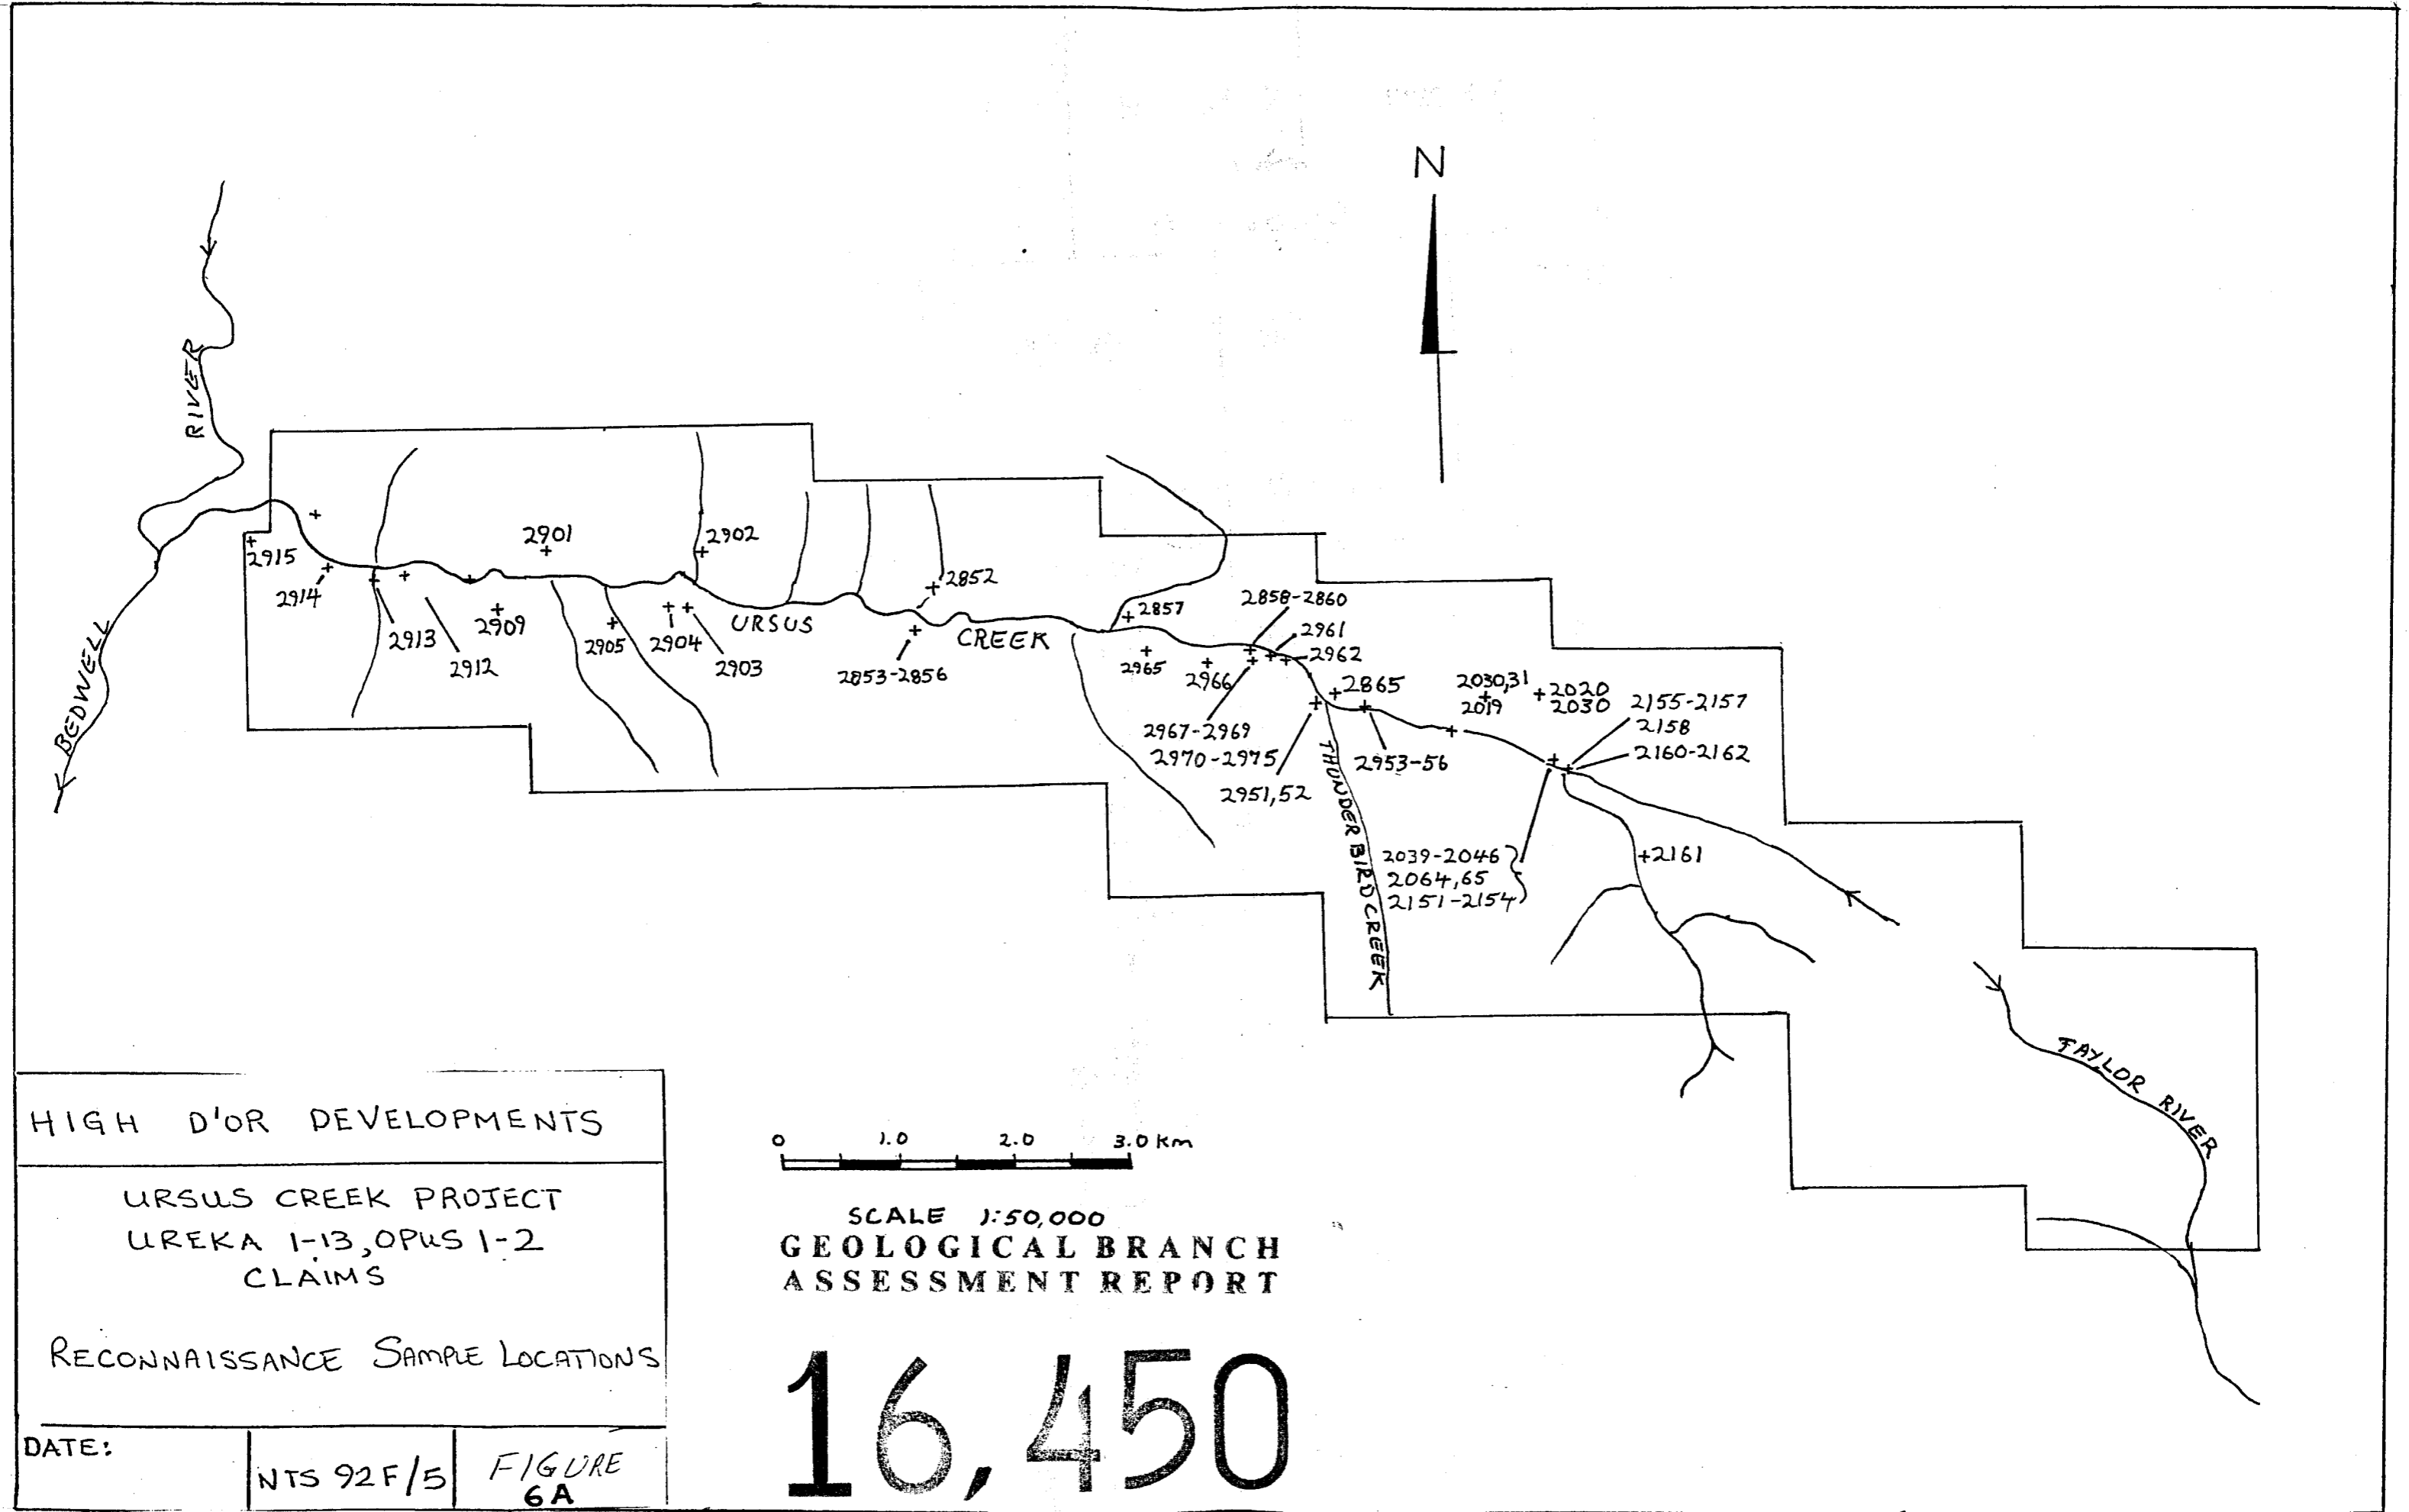 N
RIVER
BEDWELL
2901
2902
2915
2914
2913
2912
2909
2905
2904
2903
URSUS
2852
2853-2856
CREEK
2857
2858-2860
2961
2962
2965
2966
2865
2967-2969
2970-2975
2951,52
2953-56
2030,31
2019
2020
2030
2155-2157
2158
2160-2162
THUNDER BIRD CREEK
2039-2046
2064,65
2151-2154
2161
TAYLOR RIVER
HIGH D'OR DEVELOPMENTS
URSUS CREEK PROJECT
UREKA 1-13, OPUS 1-2
CLAIMS
RECONNAISSANCE SAMPLE LOCATIONS
DATE:
NTS 92F/5
FIGURE
6A
0 1.0 2.0 3.0 Km
SCALE 1:50,000
GEOLOGICAL BRANCH
ASSESSMENT REPORT
16,450